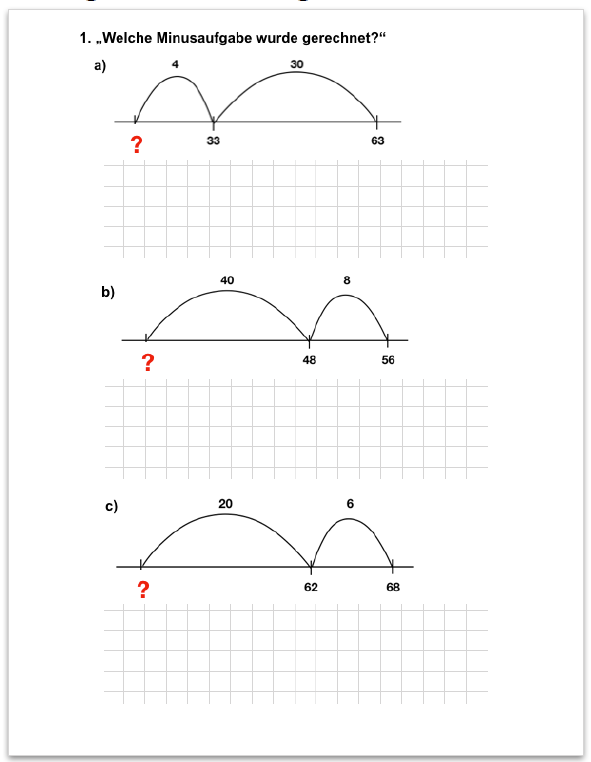 1. „Welche Minusaufgabe wurde gerechnet?“
a)
4 30
? 33 63
b)
40 8
? 48 56
c)
20 6
? 62 68